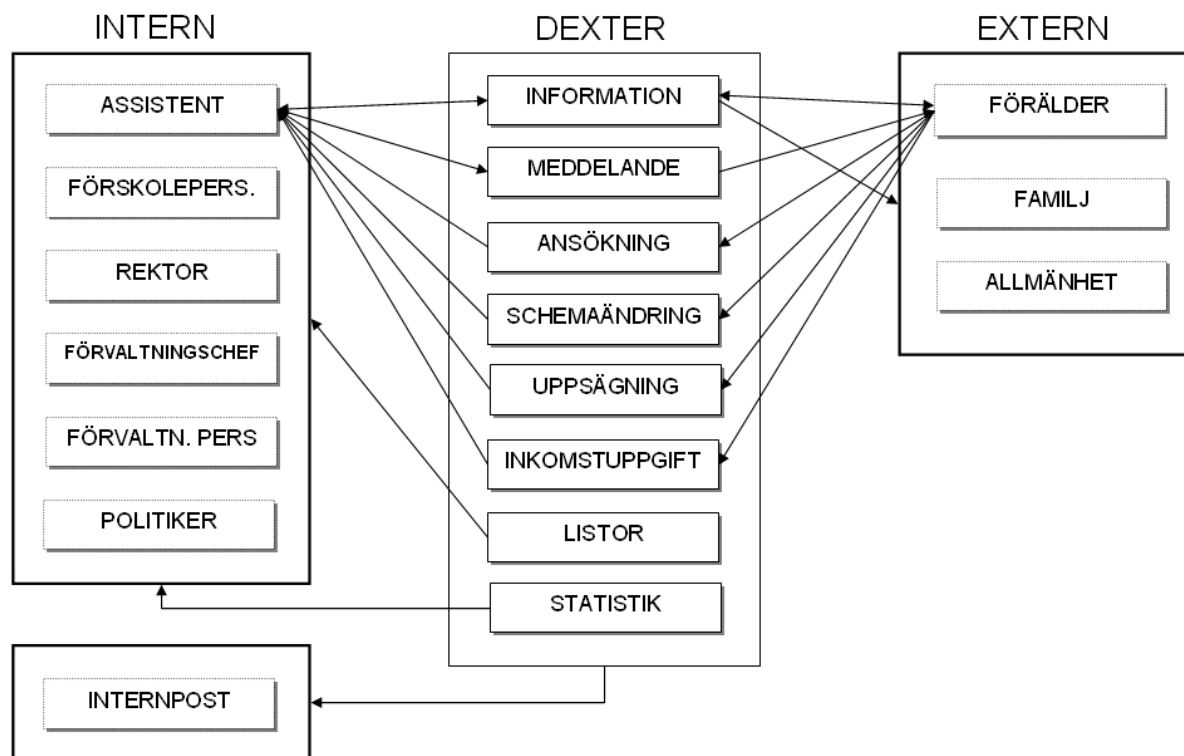 INTERN
ASSISTENT
FÖRSKOLEPERS.
REKTOR
FÖRVALTNINGSCHEF
FÖRVALTN. PERS
POLITIKER
INTERNPOST
DEXTER
INFORMATION
MEDDELANDE
ANSÖKNING
SCHEMAÄNDRING
UPPSÄGNING
INKOMSTUPPGIFT
LISTOR
STATISTIK
EXTERN
FÖRÄLDER
FAMILJ
ALLMÄNHET